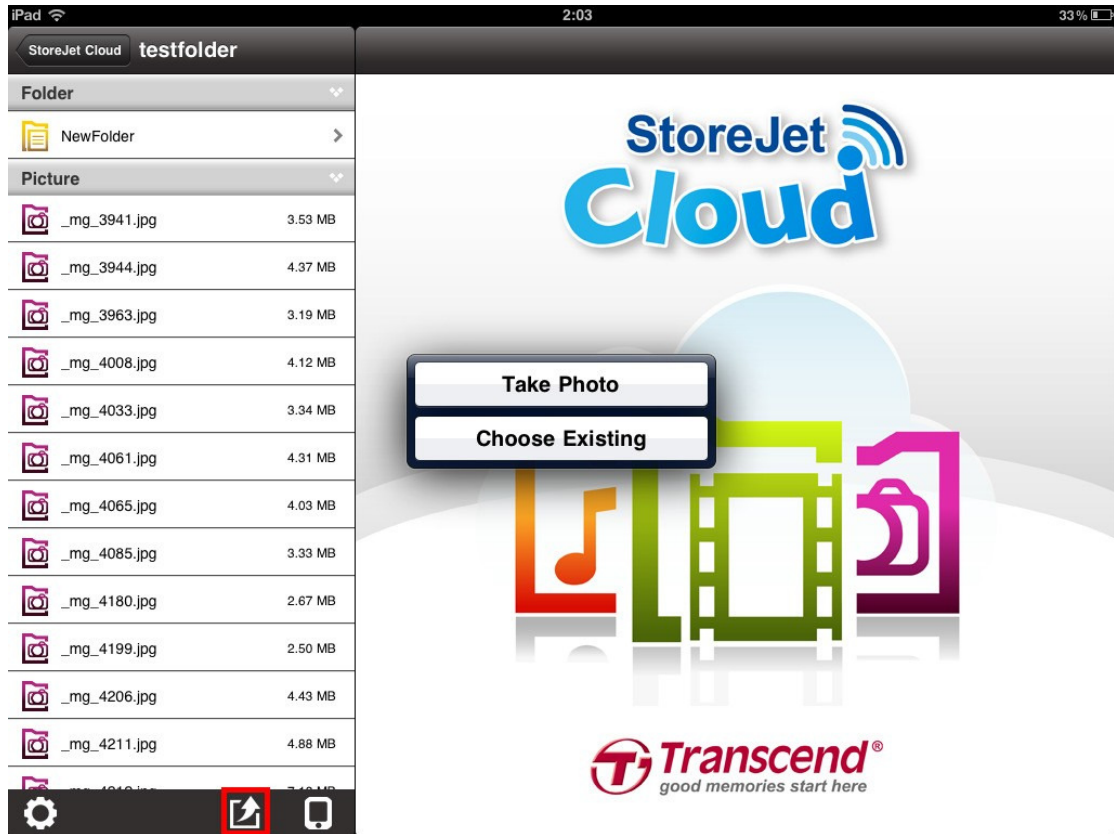 iPad 2:03 33%
StoreJet Cloud testfolder
Folder
NewFolder
Picture
_mg_3941.jpg 3.53 MB
_mg_3944.jpg 4.37 MB
_mg_3963.jpg 3.19 MB
_mg_4008.jpg 4.12 MB
_mg_4033.jpg 3.34 MB
_mg_4061.jpg 4.31 MB
_mg_4065.jpg 4.03 MB
_mg_4085.jpg 3.33 MB
_mg_4180.jpg 2.67 MB
_mg_4199.jpg 2.50 MB
_mg_4206.jpg 4.43 MB
_mg_4211.jpg 4.88 MB
StoreJet
Cloud
Take Photo
Choose Existing
Transcend®
good memories start here